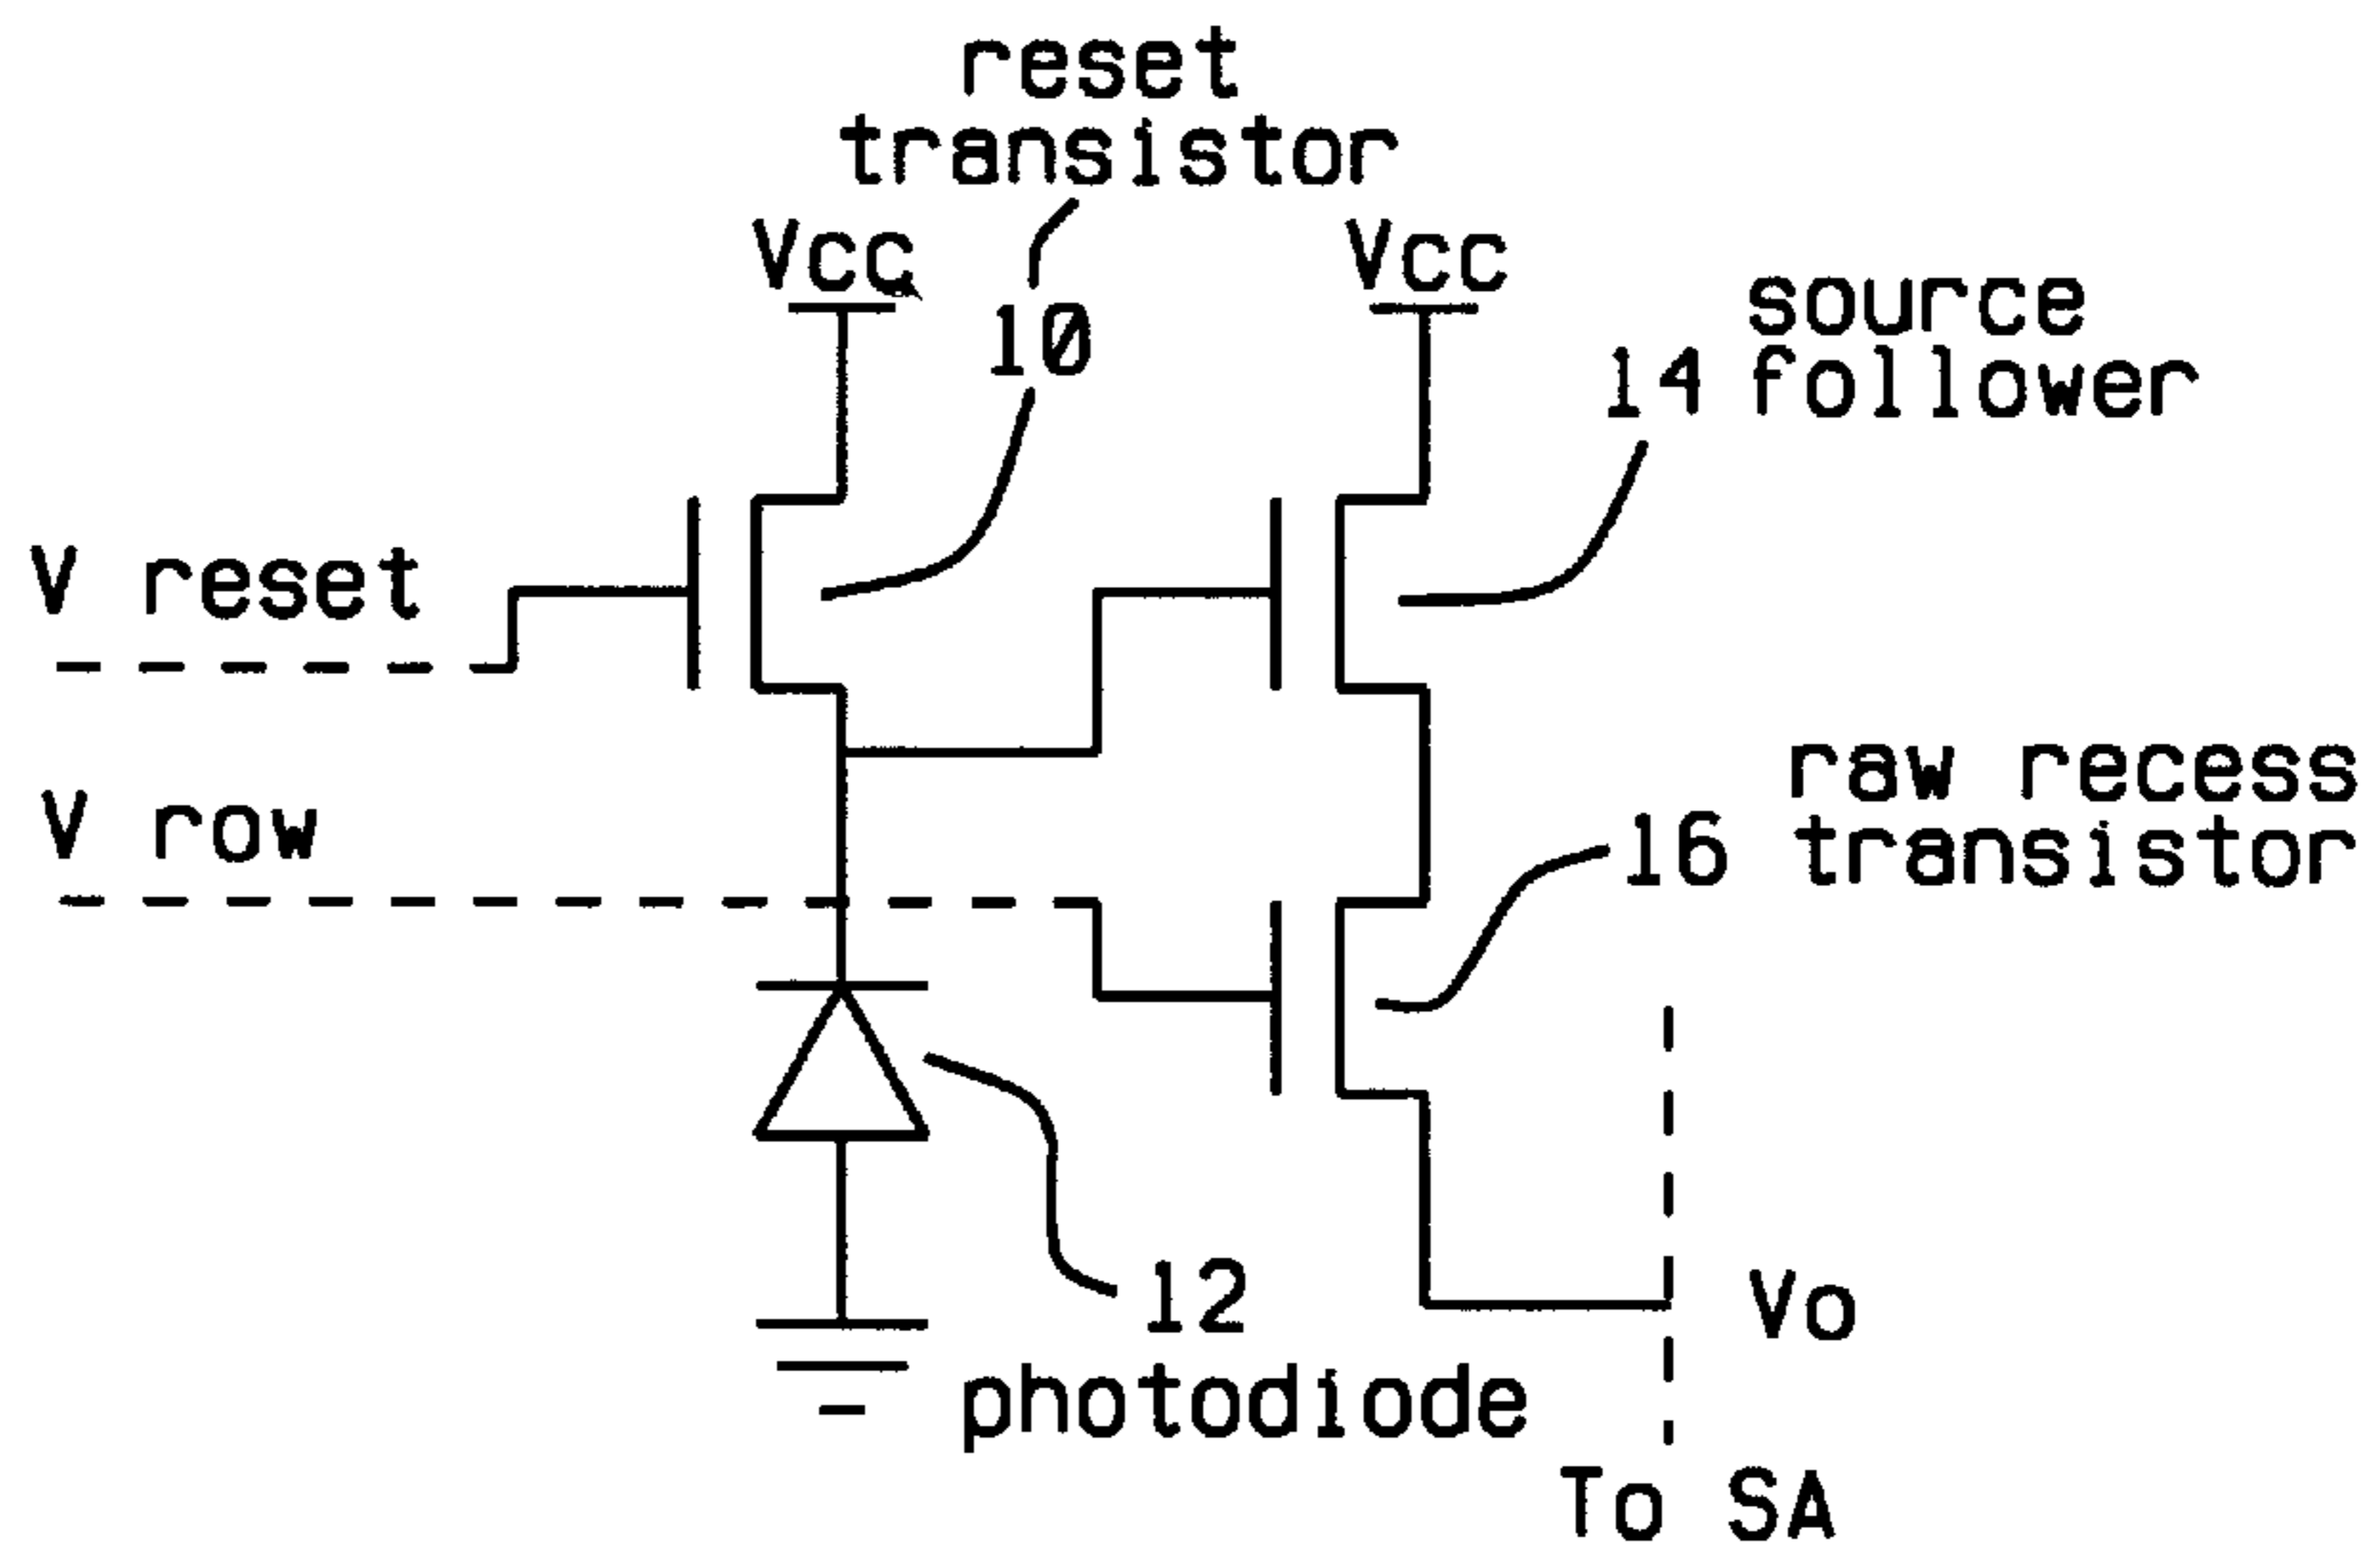 reset
transistor
Vcc
Vcc
10
source
14 follower
V reset
raw recess
16 transistor
V row
12
photodiode
Vo
To SA